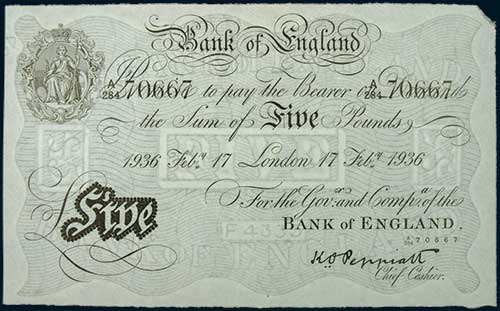 Bank of England
A/284 70667 A/284 70667
I Promise to pay the Bearer on Demand
the Sum of Five Pounds
1936 Feby. 17 London 17 Feby. 1936
For the Govr. and Compa. of the
BANK OF ENGLAND.
A/284 70667
Five
K.O. Peppiatt
Chief Cashier.